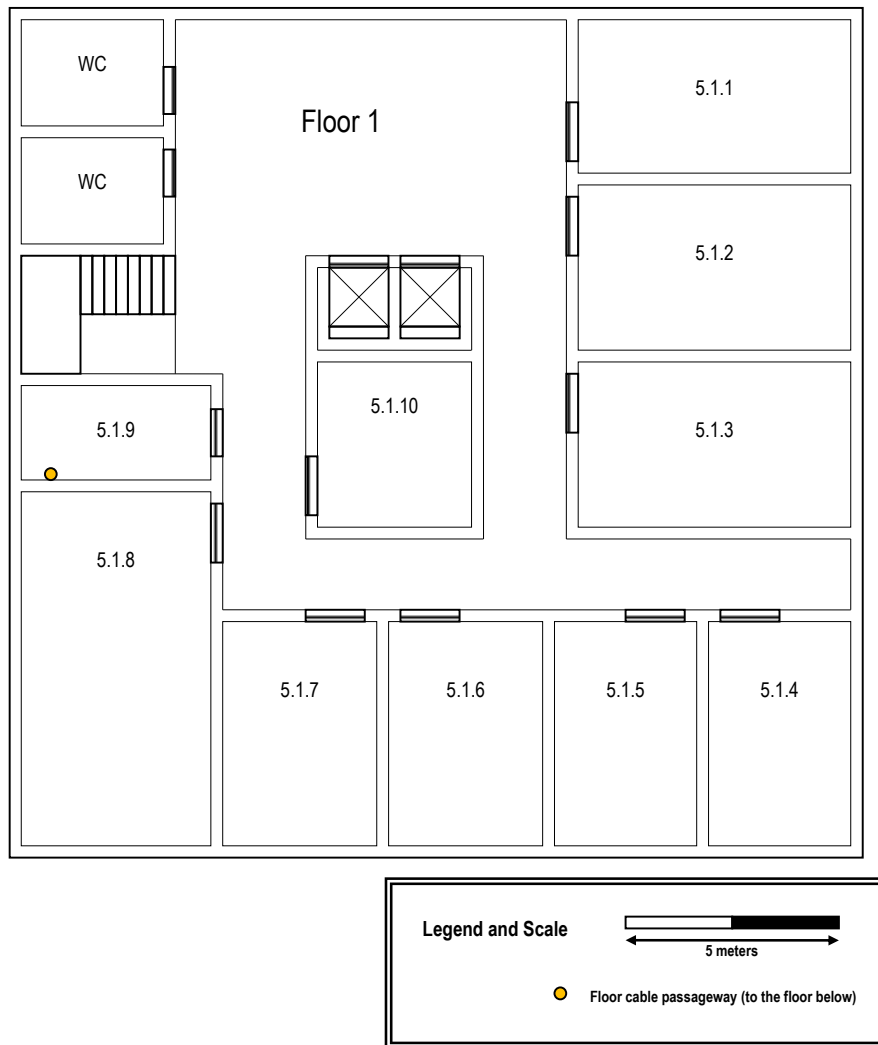 WC
5.1.1
Floor 1
WC
5.1.2
5.1.10
5.1.3
5.1.9
5.1.8
5.1.7
5.1.6
5.1.5
5.1.4
Legend and Scale
5 meters
Floor cable passageway (to the floor below)